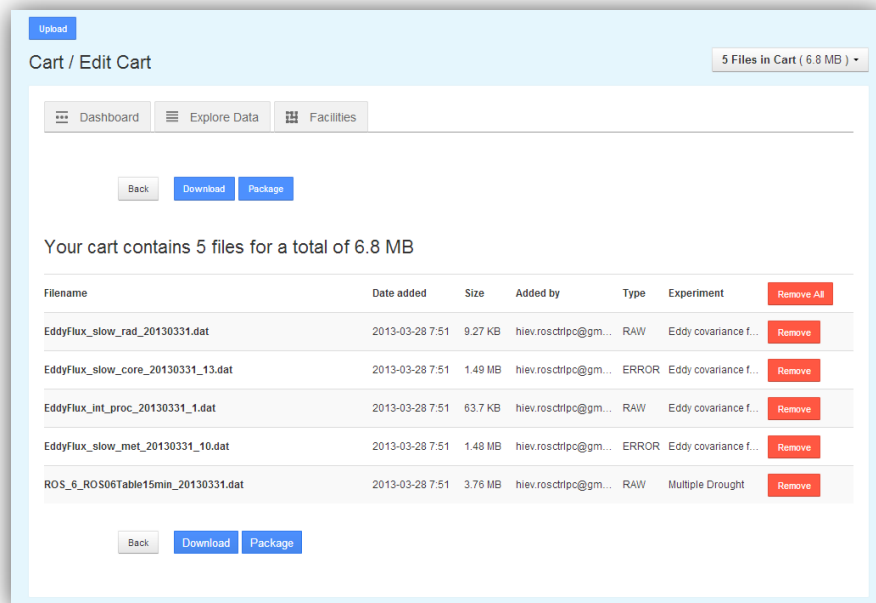 Upload
Cart / Edit Cart
5 Files in Cart ( 6.8 MB )
Dashboard Explore Data Facilities
Back Download Package
Your cart contains 5 files for a total of 6.8 MB
Filename Date added Size Added by Type Experiment Remove All
EddyFlux_slow_rad_20130331.dat 2013-03-28 7:51 9.27 KB hiev.rosctrlpc@gm... RAW Eddy covariance f... Remove
EddyFlux_slow_core_20130331_13.dat 2013-03-28 7:51 1.49 MB hiev.rosctrlpc@gm... ERROR Eddy covariance f... Remove
EddyFlux_int_proc_20130331_1.dat 2013-03-28 7:51 63.7 KB hiev.rosctrlpc@gm... RAW Eddy covariance f... Remove
EddyFlux_slow_met_20130331_10.dat 2013-03-28 7:51 1.48 MB hiev.rosctrlpc@gm... ERROR Eddy covariance f... Remove
ROS_6_ROS06Table15min_20130331.dat 2013-03-28 7:51 3.76 MB hiev.rosctrlpc@gm... RAW Multiple Drought Remove
Back Download Package